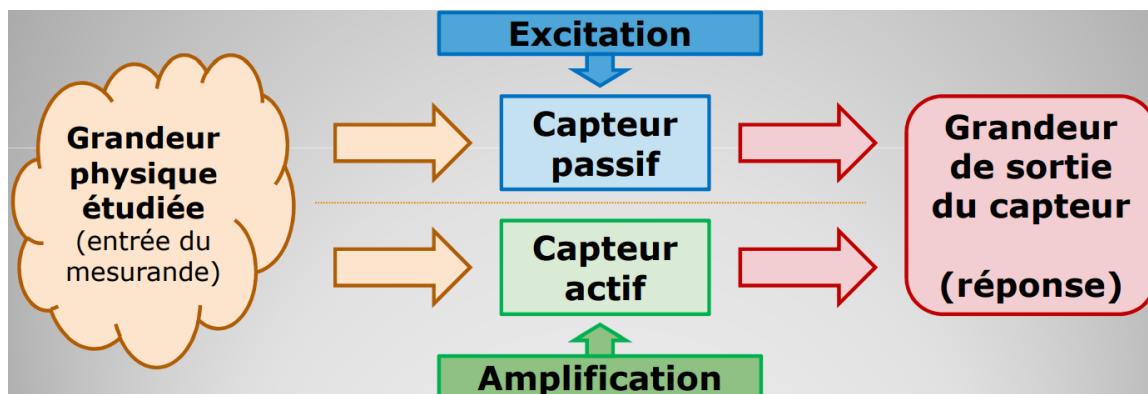 Excitation
Grandeur
physique
étudiée
(entrée du
mesurande)
Capteur
passif
Capteur
actif
Grandeur
de sortie
du capteur
(réponse)
Amplification